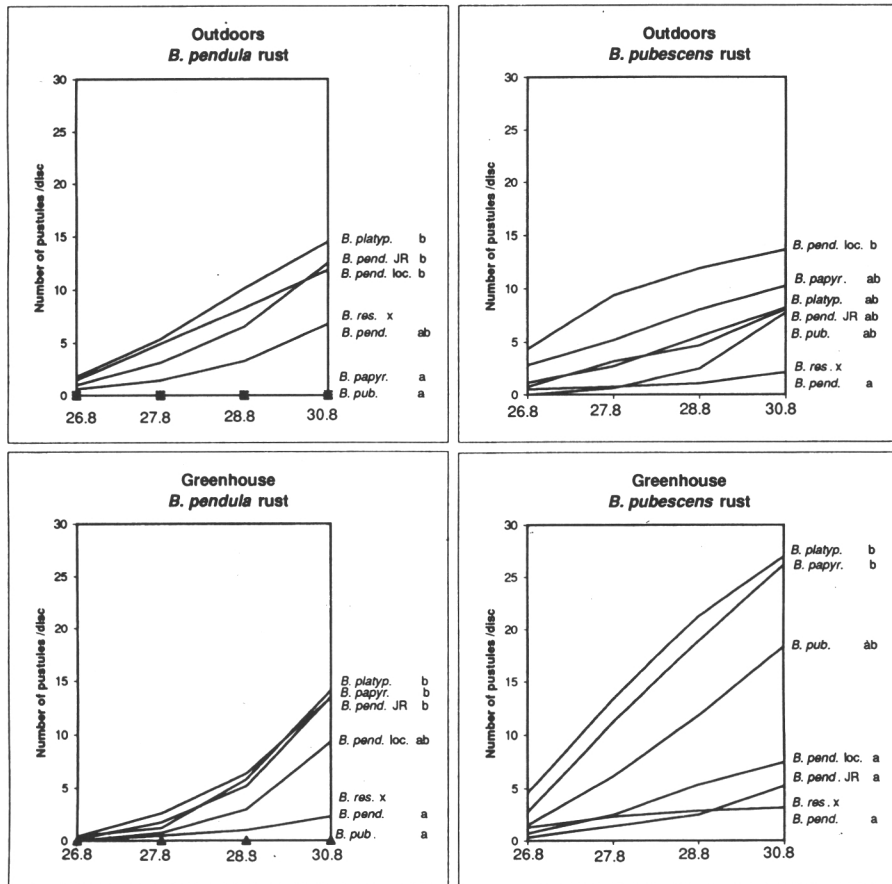 Outdoors
B. pendula rust
Number of pustules /disc
30
25
20
15
10
5
0
26.8 27.8 28.8 30.8
B. platyp. b
B. pend. JR b
B. pend. loc. b
B. res. x
B. pend. ab
B. papyr. a
B. pub. a
Outdoors
B. pubescens rust
Number of pustules /disc
30
25
20
15
10
5
0
26.8 27.8 28.8 30.8
B. pend. loc. b
B. papyr. ab
B. platyp. ab
B. pend. JR ab
B. pub. ab
B. res. x
B. pend. a
Greenhouse
B. pendula rust
Number of pustules /disc
30
25
20
15
10
5
0
26.8 27.8 28.8 30.8
B. platyp. b
B. papyr. b
B. pend. JR b
B. pend. loc. ab
B. res. x
B. pend. a
B. pub. a
Greenhouse
B. pubescens rust
Number of pustules /disc
30
25
20
15
10
5
0
26.8 27.8 28.8 30.8
B. platyp. b
B. papyr. b
B. pub. ab
B. pend. loc. a
B. pend. JR a
B. res. x
B. pend. a